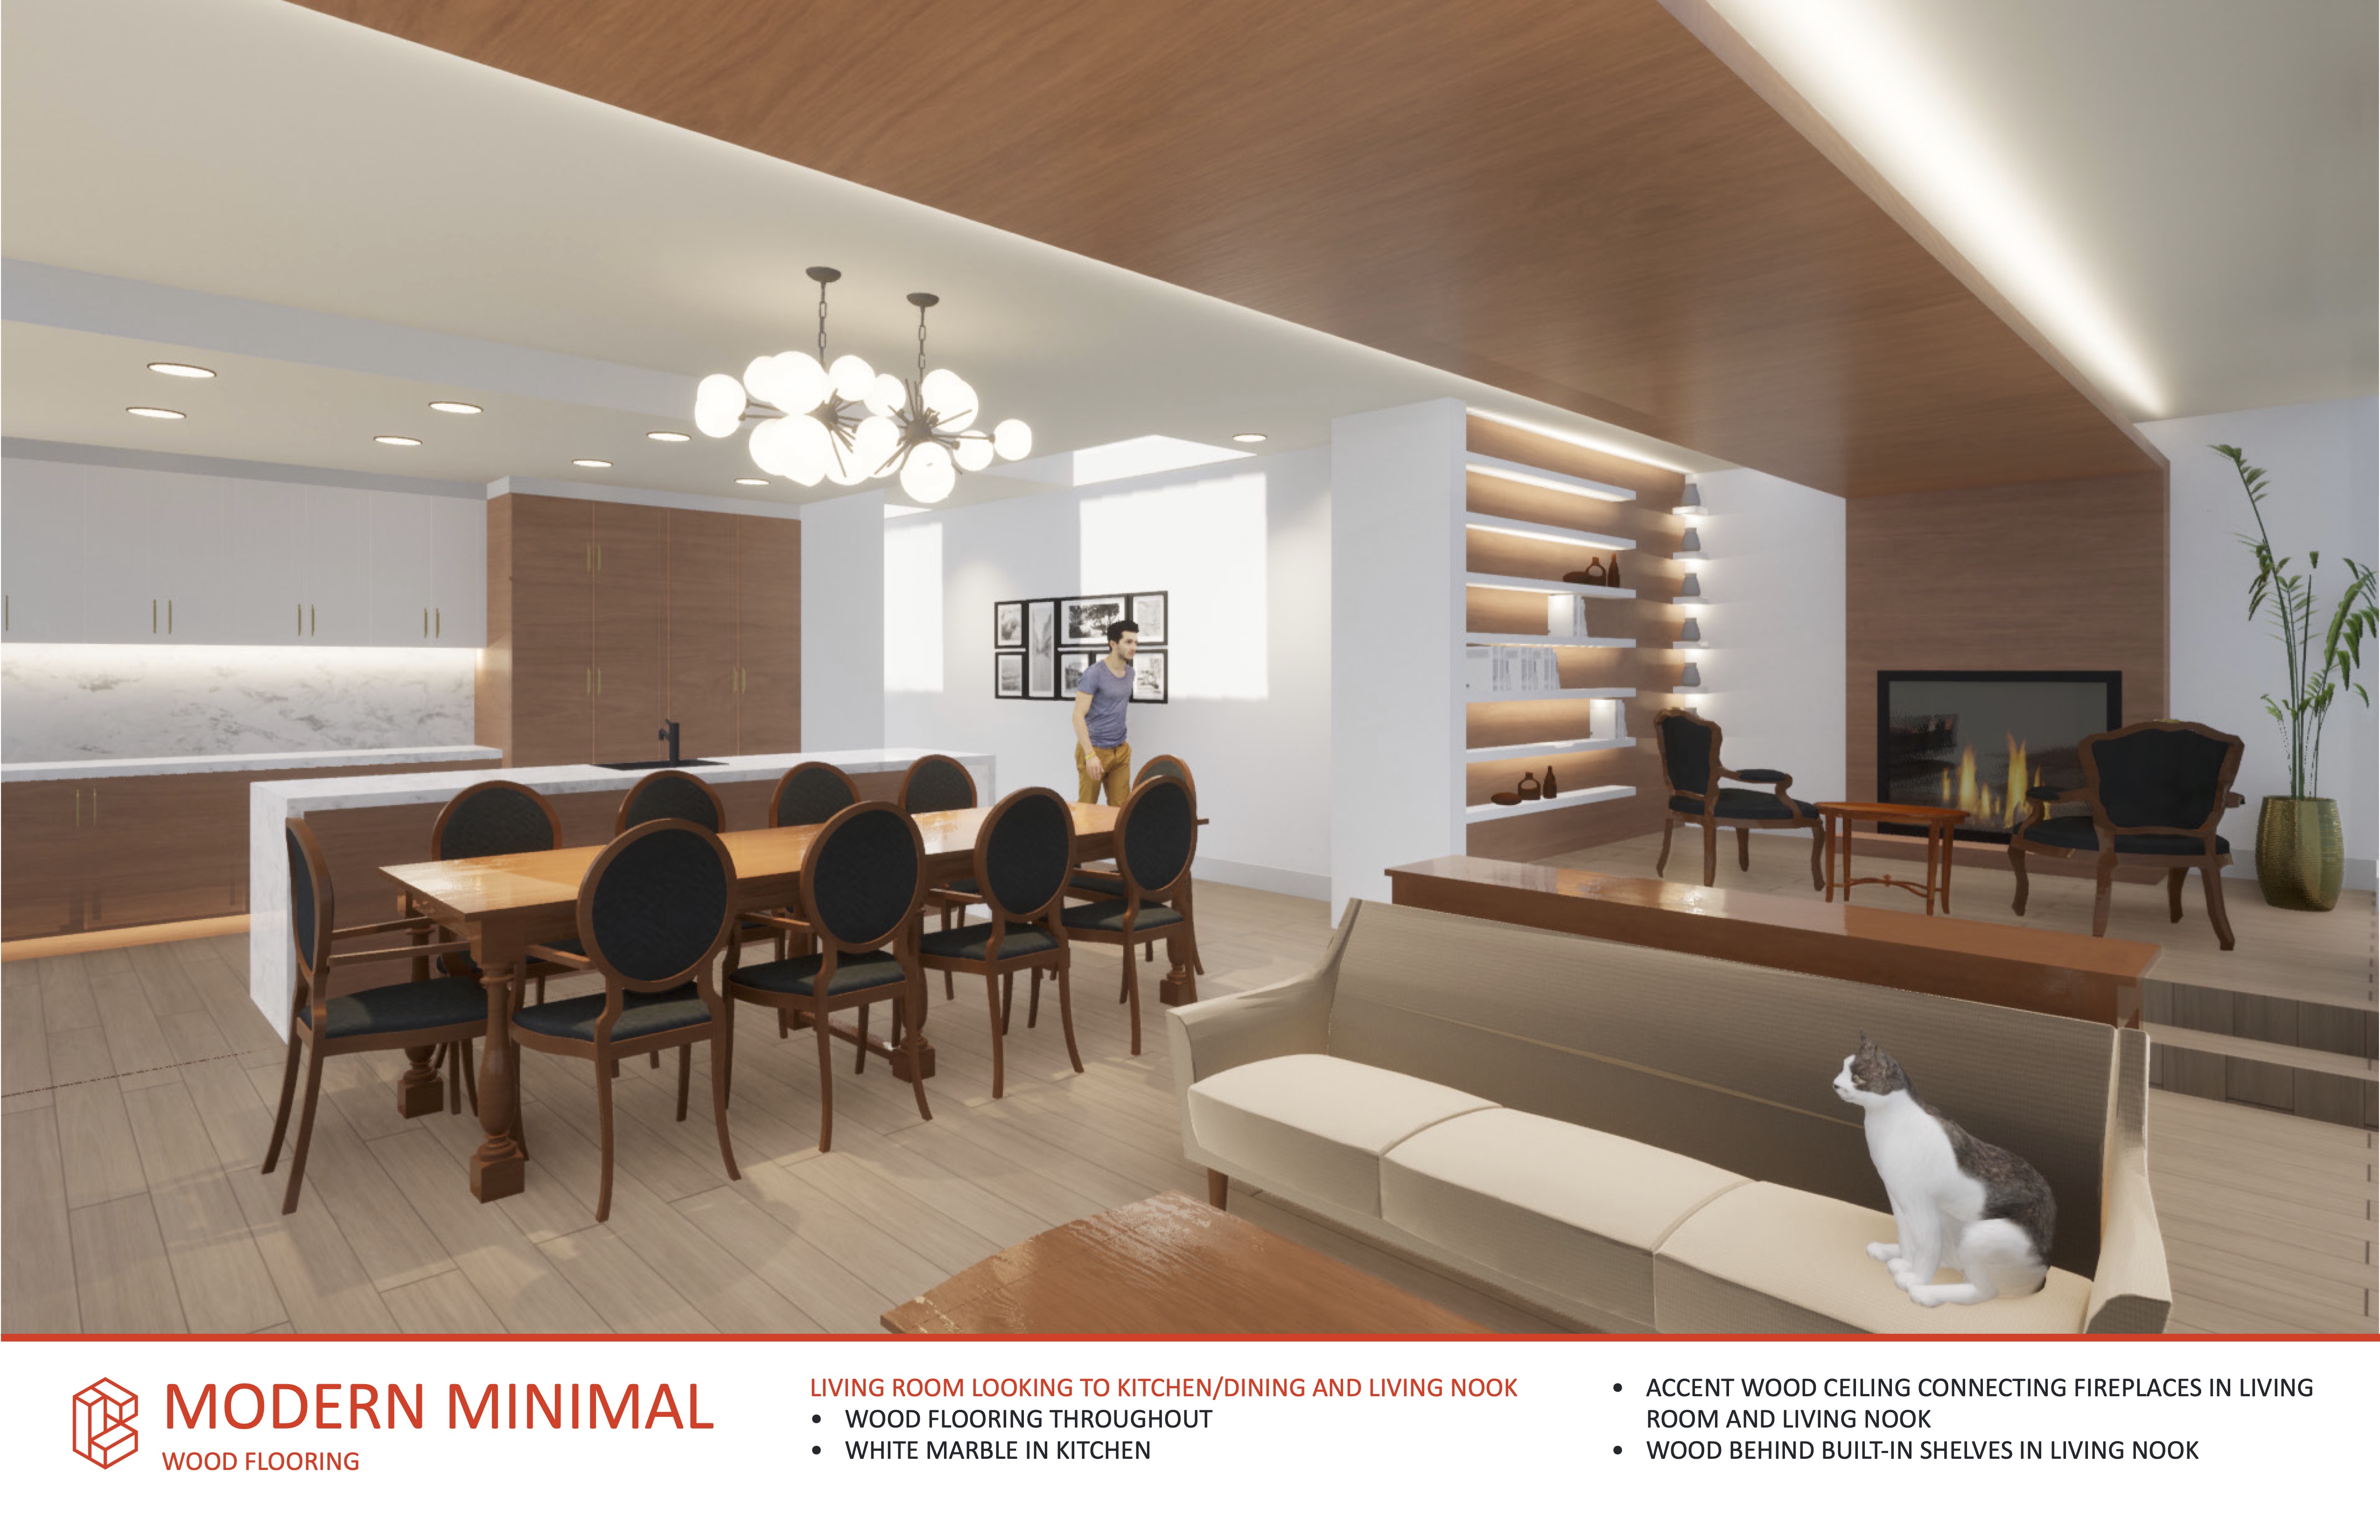 MODERN MINIMAL
WOOD FLOORING
LIVING ROOM LOOKING TO KITCHEN/DINING AND LIVING NOOK
• WOOD FLOORING THROUGHOUT
• WHITE MARBLE IN KITCHEN
• ACCENT WOOD CEILING CONNECTING FIREPLACES IN LIVING
ROOM AND LIVING NOOK
• WOOD BEHIND BUILT-IN SHELVES IN LIVING NOOK